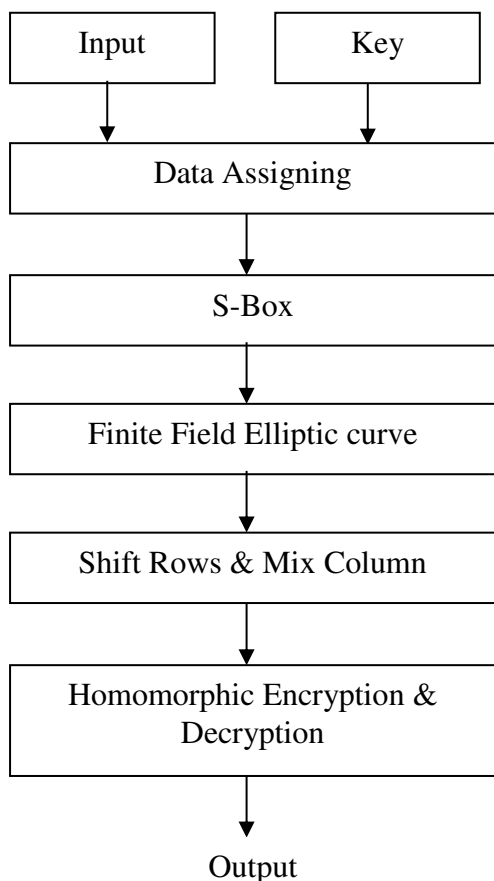 Input
Key
Data Assigning
S-Box
Finite Field Elliptic curve
Shift Rows & Mix Column
Homomorphic Encryption &
Decryption
Output